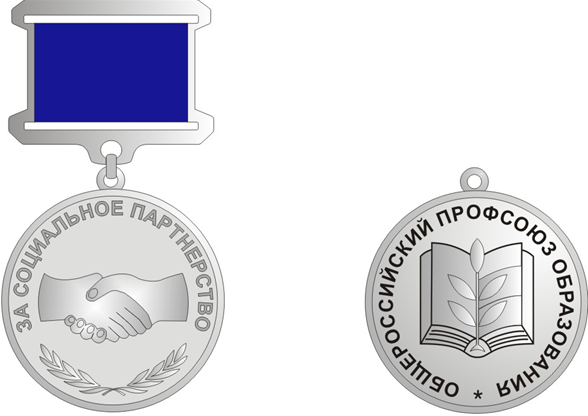 ЗА СОЦИАЛЬНОЕ ПАРТНЕРСТВО
ОБЩЕРОССИЙСКИЙ ПРОФСОЮЗ ОБРАЗОВАНИЯ *